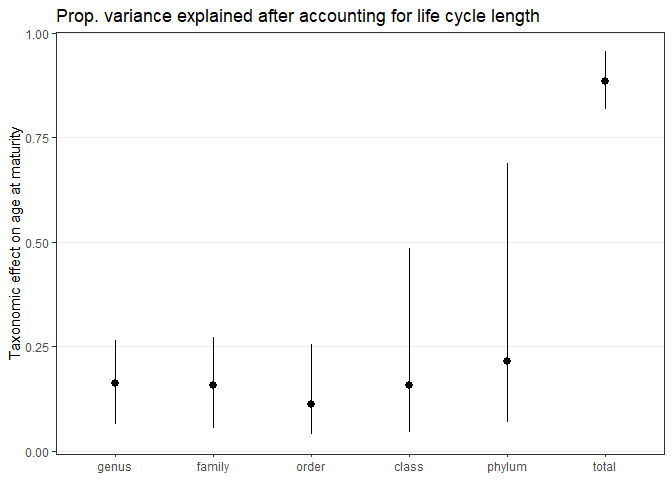 Prop. variance explained after accounting for life cycle length
Taxonomic effect on age at maturity
1.00
0.75
0.50
0.25
0.00
genus family order class phylum total